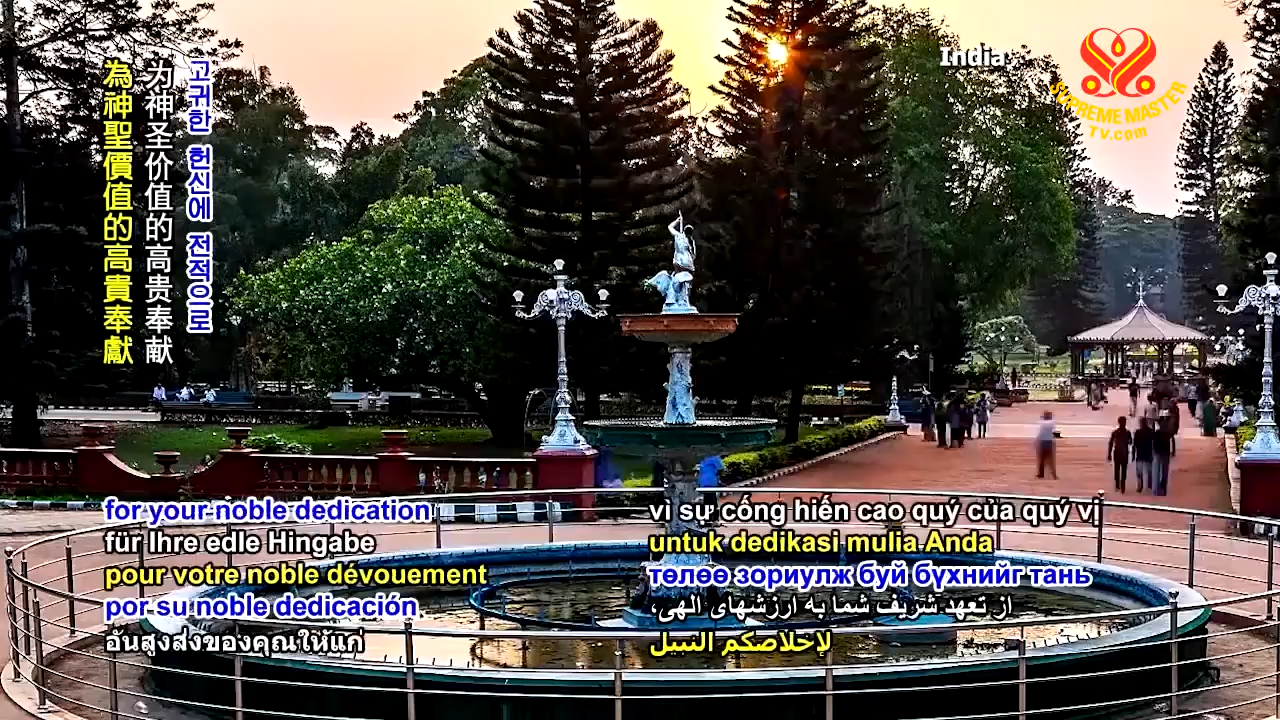 India
SUPREME MASTER
TV.com
고귀한 헌신에 전적으로
为神圣价值的高贵奉献
為神聖價值的高貴奉獻
for your noble dedication
für Ihre edle Hingabe
pour votre noble dévouement
por su noble dedicación
อันสูงส่งของคุณให้แก่
vì sự cống hiến cao quý của quý vị
untuk dedikasi mulia Anda
төлөө зориулж буй бүхнийг тань
از تعهد شریف شما به ارزشهای الهی،
لإخلاصكم النبيل